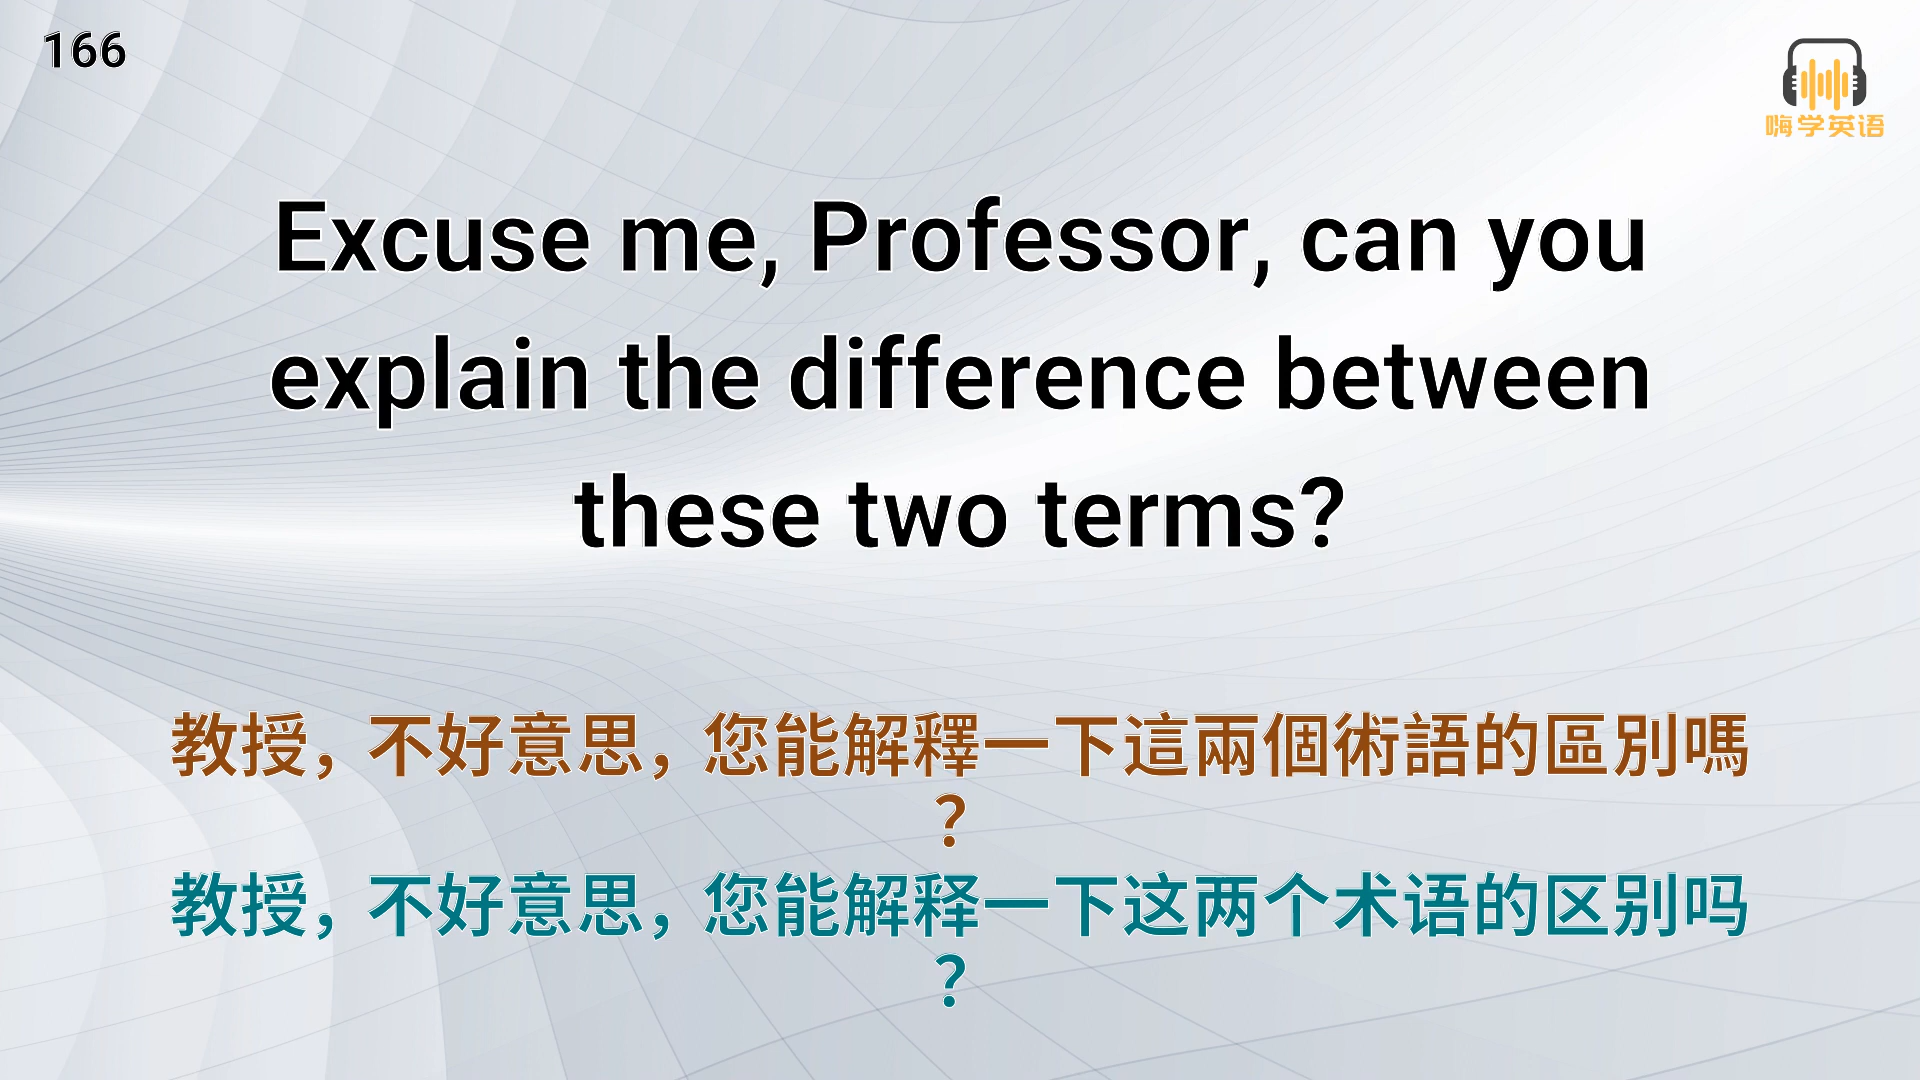 166
嗨学英语
Excuse me, Professor, can you
explain the difference between
these two terms?
教授，不好意思，您能解釋一下這兩個術語的區別嗎
？
教授，不好意思，您能解释一下这两个术语的区别吗
？